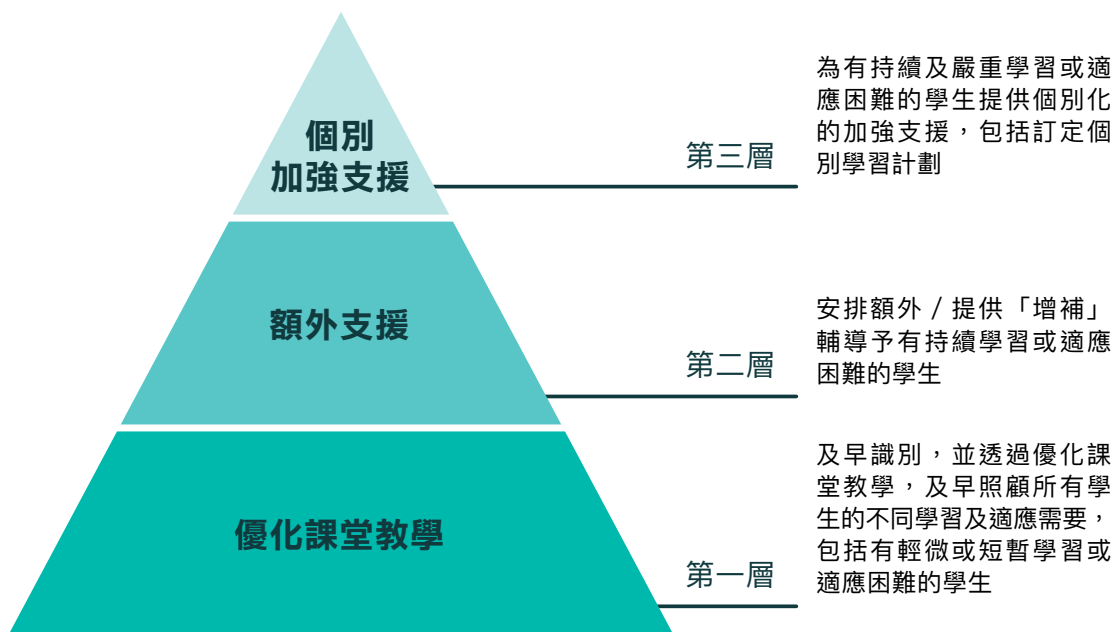 個別
加強支援
第三層
為有持續及嚴重學習或適
應困難的學生提供個別化
的加強支援，包括訂定個
別學習計劃
額外支援
第二層
安排額外 / 提供「增補」
輔導予有持續學習或適應
困難的學生
優化課堂教學
第一層
及早識別，並透過優化課
堂教學，及早照顧所有學
生的不同學習及適應需要，
包括有輕微或短暫學習或
適應困難的學生